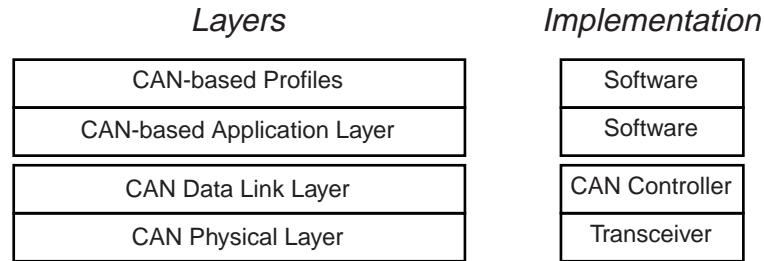 Layers Implementation
CAN-based Profiles Software
CAN-based Application Layer Software
CAN Data Link Layer CAN Controller
CAN Physical Layer Transceiver